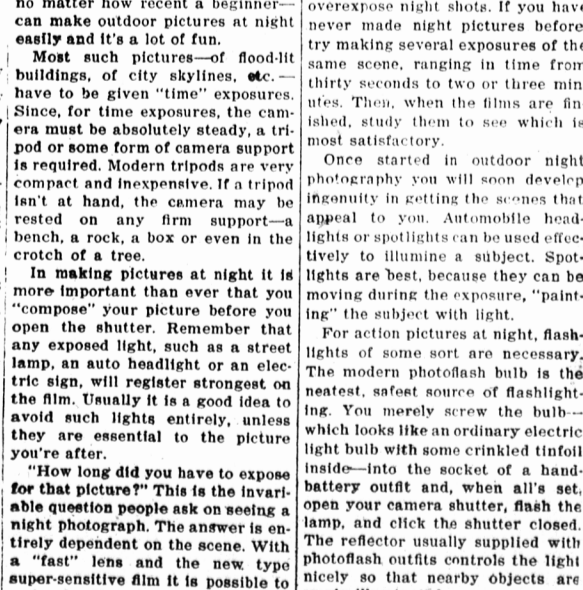 no matter how recent a beginner—
can make outdoor pictures at night
easily and it's a lot of fun.
Most such pictures—of flood-lit
buildings, of city skylines, etc.—
have to be given "time" exposures.
Since, for time exposures, the cam-
era must be absolutely steady, a tri-
pod or some form of camera support
is required. Modern tripods are very
compact and inexpensive. If a tripod
isn't at hand, the camera may be
rested on any firm support—a
bench, a rock, a box or even in the
crotch of a tree.
In making pictures at night it is
more important than ever that you
"compose" your picture before you
open the shutter. Remember that
any exposed light, such as a street
lamp, an auto headlight or an elec-
tric sign, will register strongest on
the film. Usually it is a good idea to
avoid such lights entirely, unless
they are essential to the picture
you're after.
"How long did you have to expose
for that picture?" This is the invari-
able question people ask on seeing a
night photograph. The answer is en-
tirely dependent on the scene. With
a "fast" lens and the new type
super-sensitive film it is possible to
overexpose night shots. If you have
never made night pictures before
try making several exposures of the
same scene, ranging in time from
thirty seconds to two or three min
utes. Then, when the films are fin
ished, study them to see which is
most satisfactory.
Once started in outdoor night
photography you will soon develop
ingenuity in getting the scenes that
appeal to you. Automobile head-
lights or spotlights can be used effec-
tively to illumine a subject. Spot-
lights are best, because they can be
moving during the exposure, "paint-
ing" the subject with light.
For action pictures at night, flash-
lights of some sort are necessary.
The modern photoflash bulb is the
neatest, safest source of flashlight-
ing. You merely screw the bulb—
which looks like an ordinary electric
light bulb with some crinkled tinfoil
inside—into the socket of a hand-
battery outfit and, when all's set,
open your camera shutter, flash the
lamp, and click the shutter closed.
The reflector usually supplied with
photoflash outfits controls the light
nicely so that nearby objects are